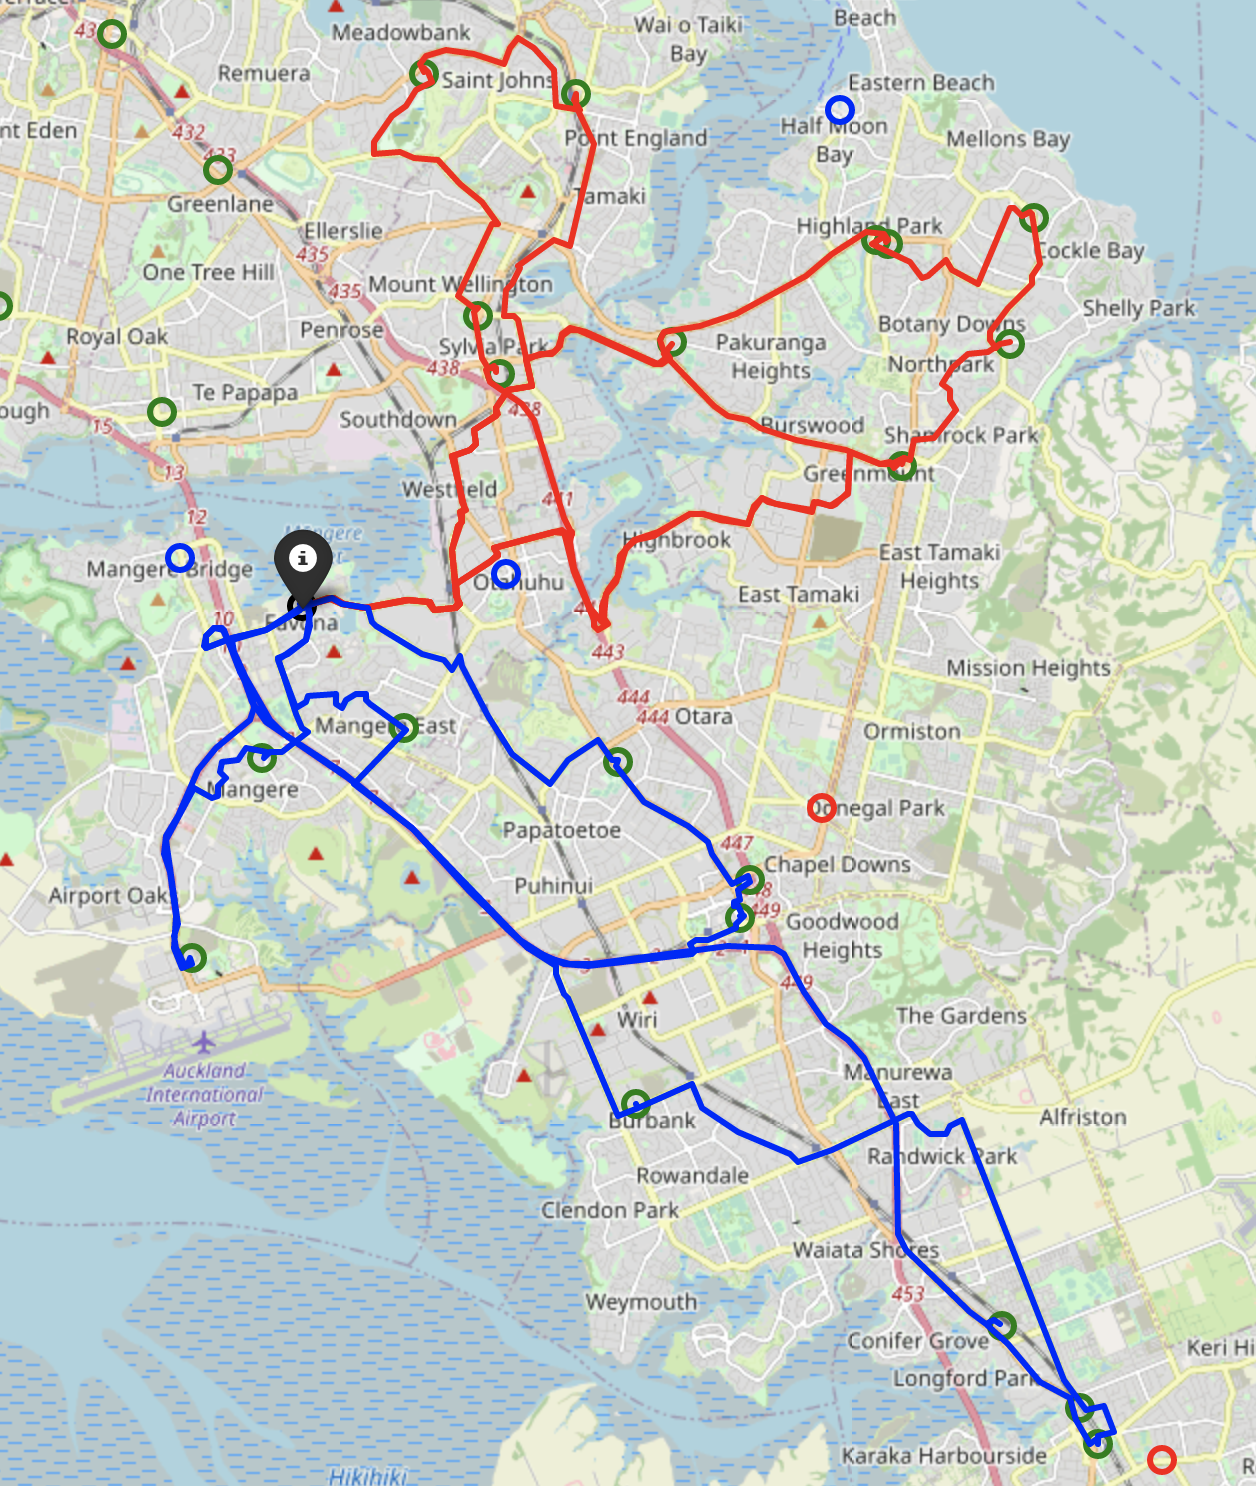 Beach
Wai o Taiki
Bay
Meadowbank
43
Remuera
Saint Johns
Eastern Beach
nt Eden
432
Half Moon
Bay
Point England
Mellons Bay
433
Greenlane
Tamaki
Highland Park
Ellerslie
435
Cockle Bay
One Tree Hill
Mount Wellington
435
Shelly Park
Royal Oak
Penrose
Botany Downs
Sylvia Park
Pakuranga
Heights
438
Northpark
Te Papapa
ough
438
Southdown
15
Burswood
Shamrock Park
13
Greenmount
Westfield
441
12
Mangere
Highbrook
Mangere Bridge
East Tamaki
Heights
Otahuhu
East Tamaki
10
Favona
443
Mission Heights
444
444
Otara
Mangere East
Ormiston
Mangere
Donegal Park
Papatoetoe
447
Chapel Downs
Puhinui
Airport Oak
449
Goodwood
Heights
449
The Gardens
Wiri
Auckland
International
Airport
Manurewa
East
Burbank
Alfriston
Randwick Park
Rowandale
Clendon Park
Waiata Shores
453
Weymouth
Conifer Grove
Keri Hi
Longford Park
Karaka Harbourside
R
Hikihiki